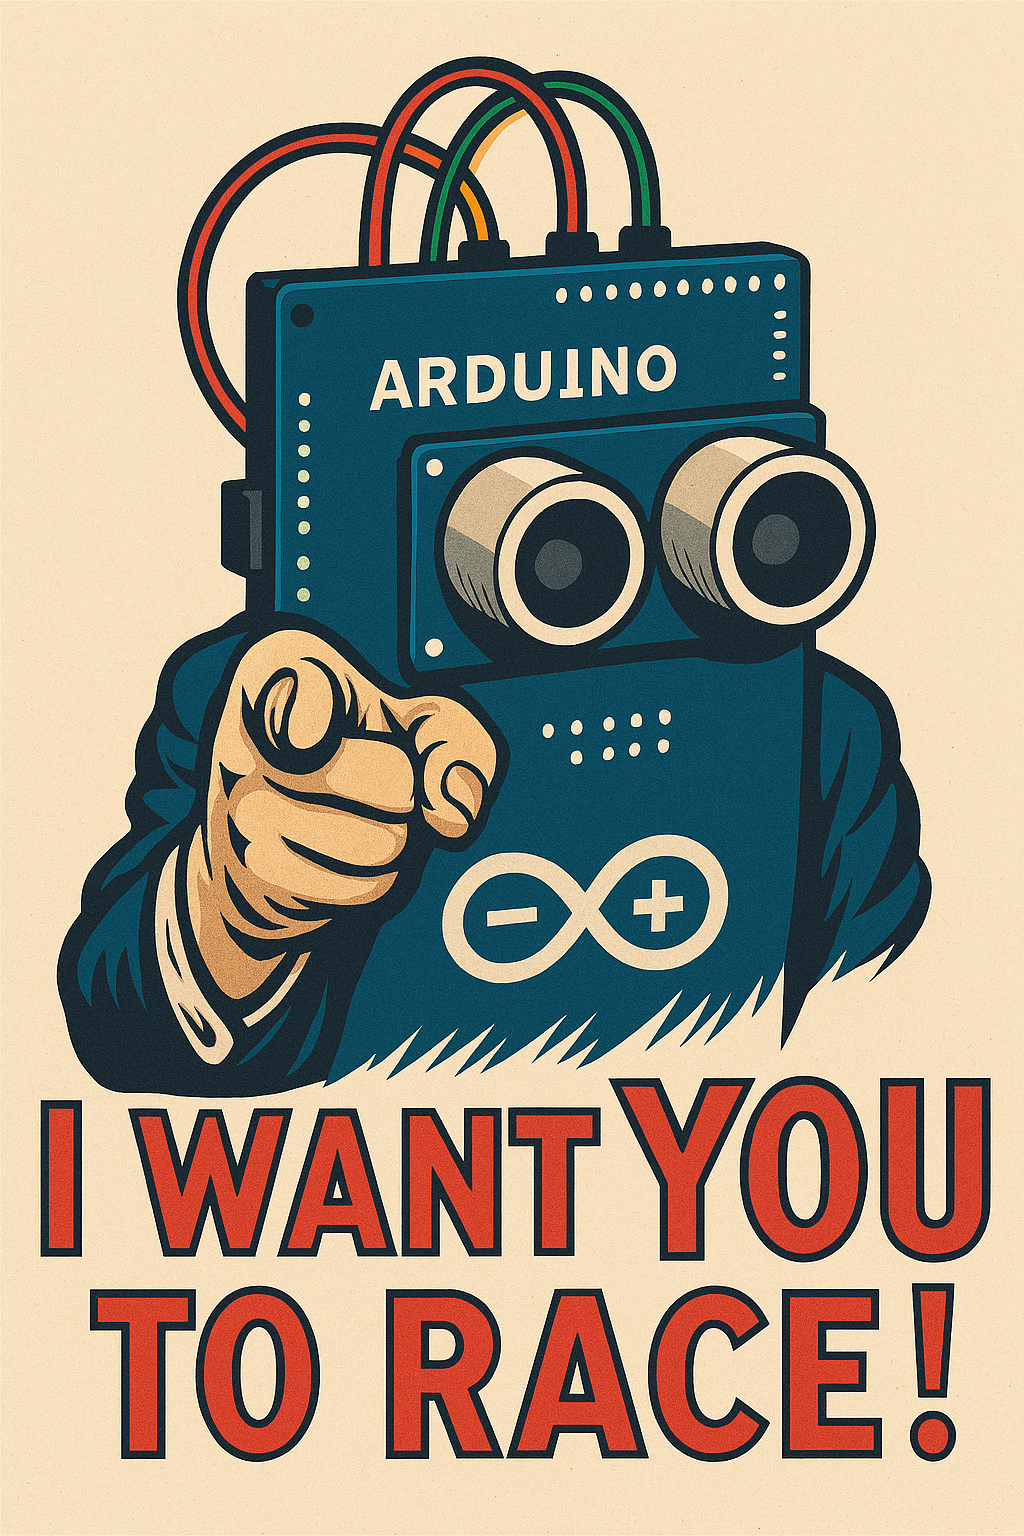 ARDUINO
- +
I WANT YOU
TO RACE!